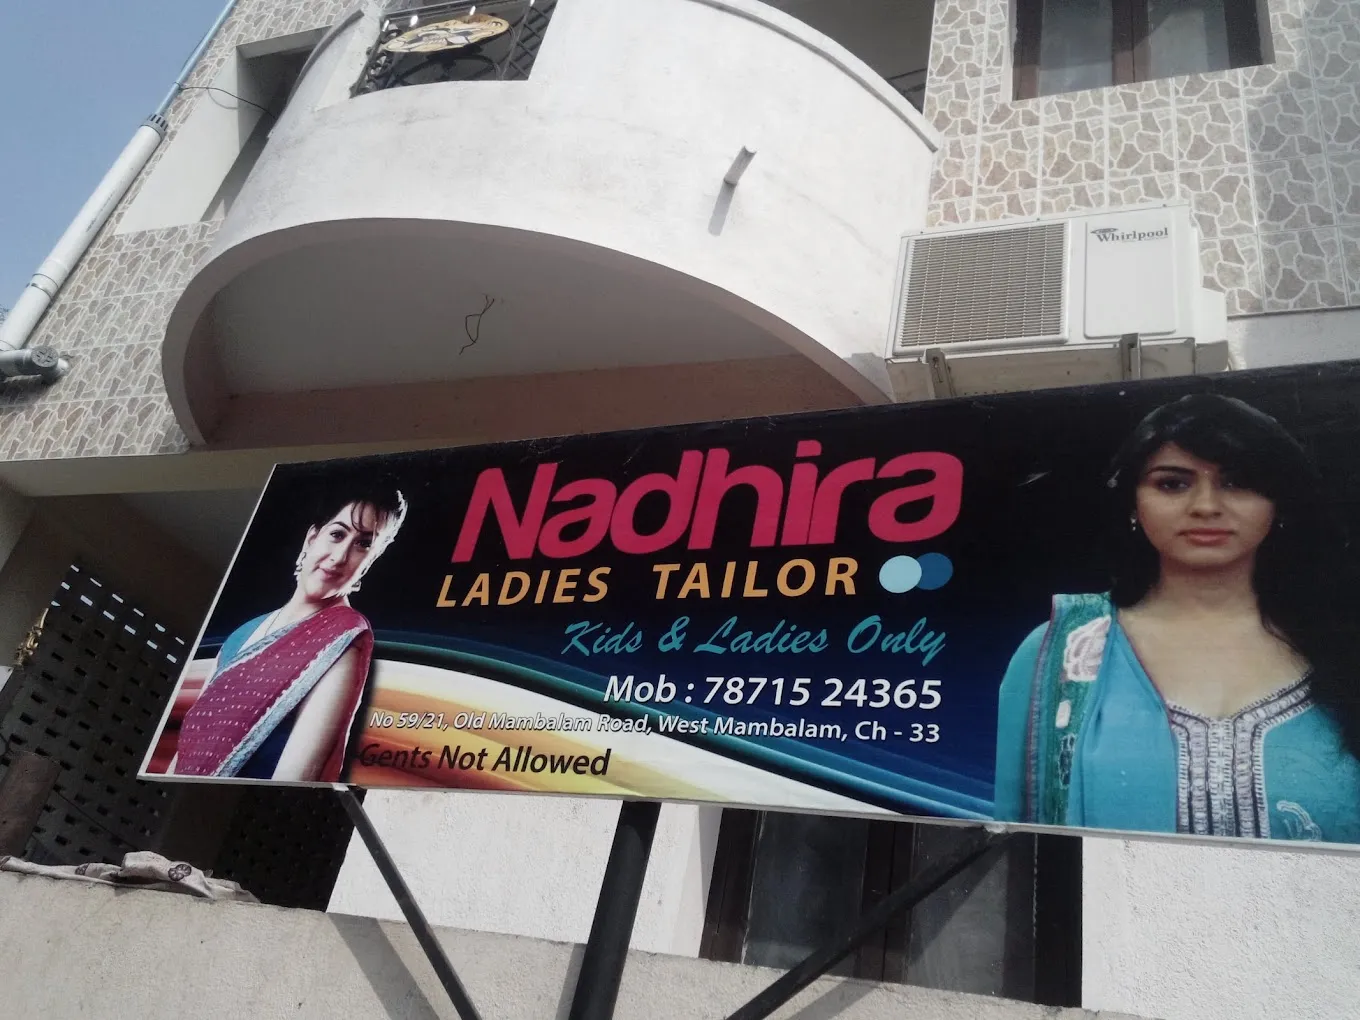 Whirlpool
Nadhira
LADIES TAILOR
Kids & Ladies Only
Mob : 78715 24365
No 59/21, Old Mambalam Road, West Mambalam, Ch - 33
Gents Not Allowed